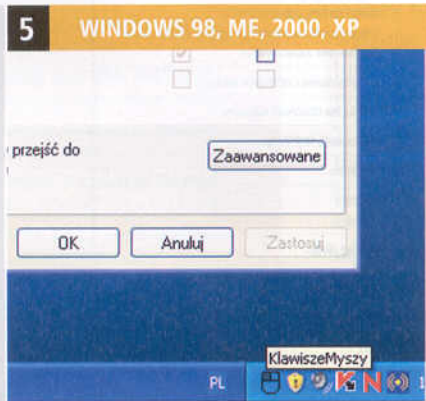 5 WINDOWS 98, ME, 2000, XP
przejść do
Zaawansowane
OK Anuluj Zastosuj
KlawiszeMyszy
PL